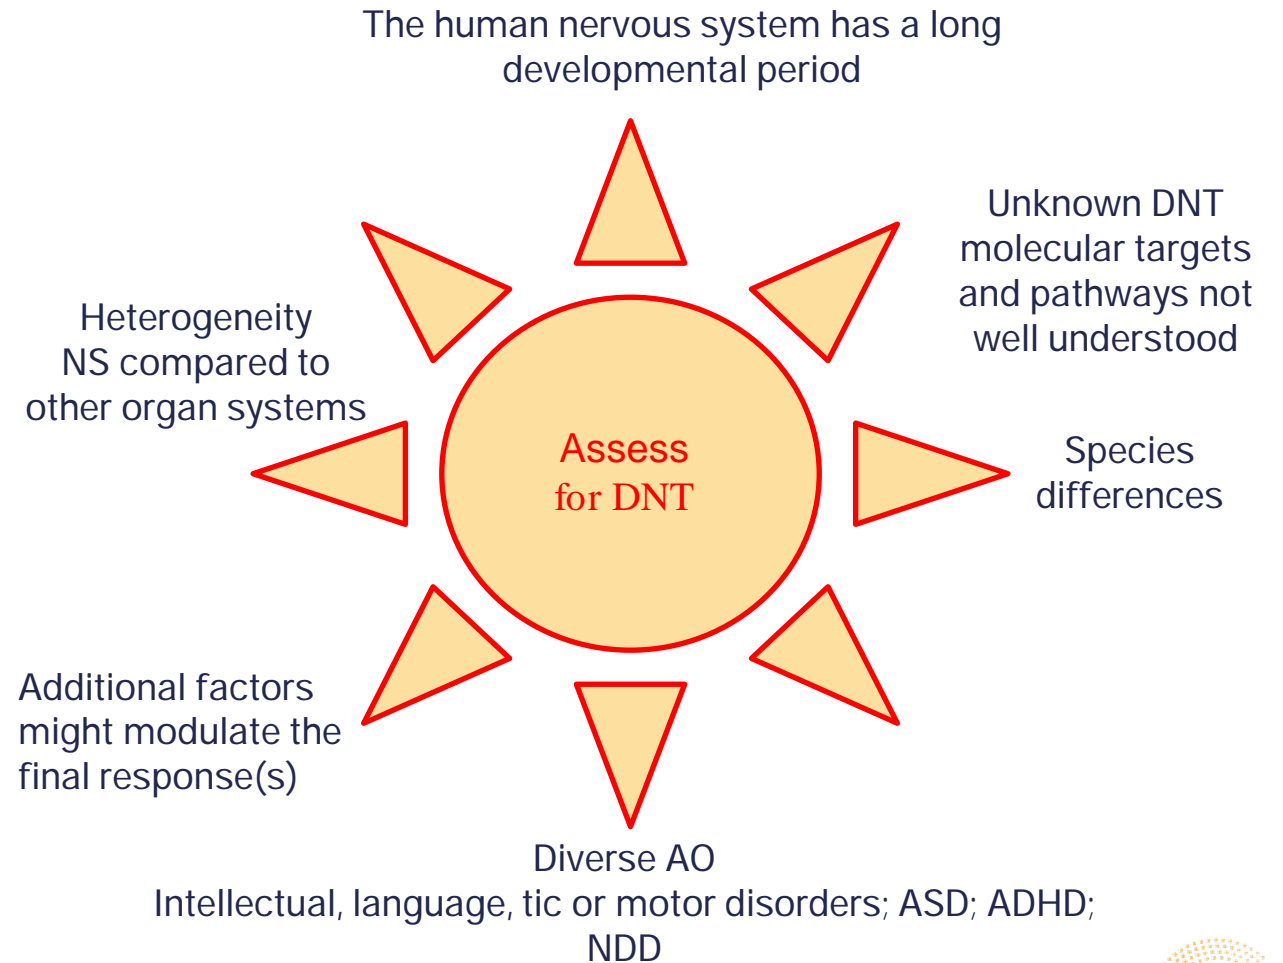 The human nervous system has a long
developmental period
Unknown DNT
molecular targets
and pathways not
well understood
Heterogeneity
NS compared to
other organ systems
Assess
for DNT
Species
differences
Additional factors
might modulate the
final response(s)
Diverse AO
Intellectual, language, tic or motor disorders; ASD; ADHD;
NDD